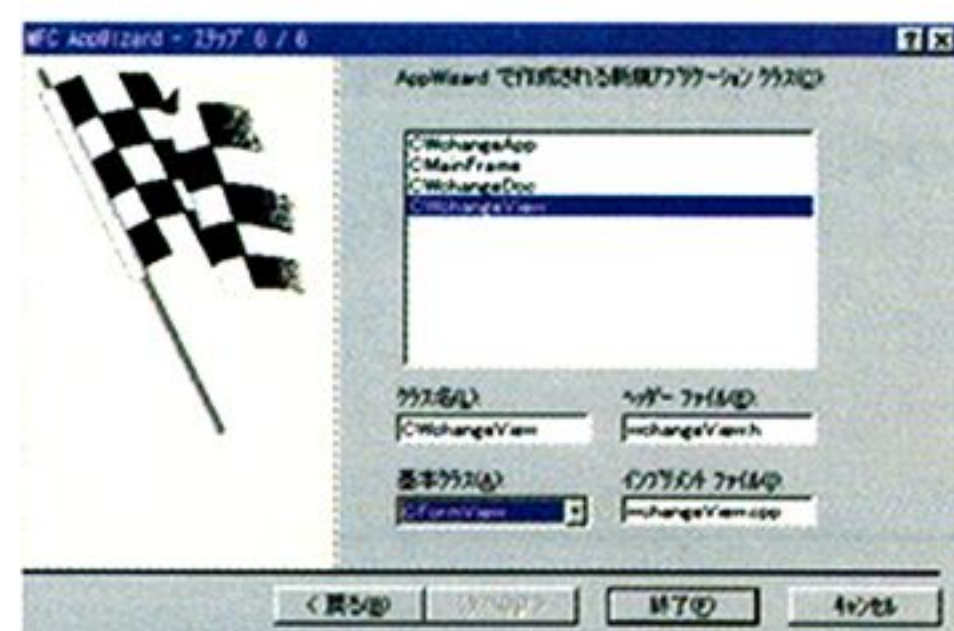 MFC AppWizard - ｽﾃｯﾌﾟ 6 / 6
AppWizard で作成される新規ｱﾌﾟﾘｹｰｼｮﾝ ｸﾗｽ(C):
CWchangeApp
CMainFrame
CWchangeDoc
CWchangeView
ｸﾗｽ名(L):
ﾍｯﾀﾞｰ ﾌｧｲﾙ(E):
CWchangeView
wchangeView.h
基本ｸﾗｽ(A):
ｲﾝﾌﾟﾘﾒﾝﾄ ﾌｧｲﾙ(I):
CFormView
wchangeView.cpp
< 戻る(B)
終了(F)
ｷｬﾝｾﾙ